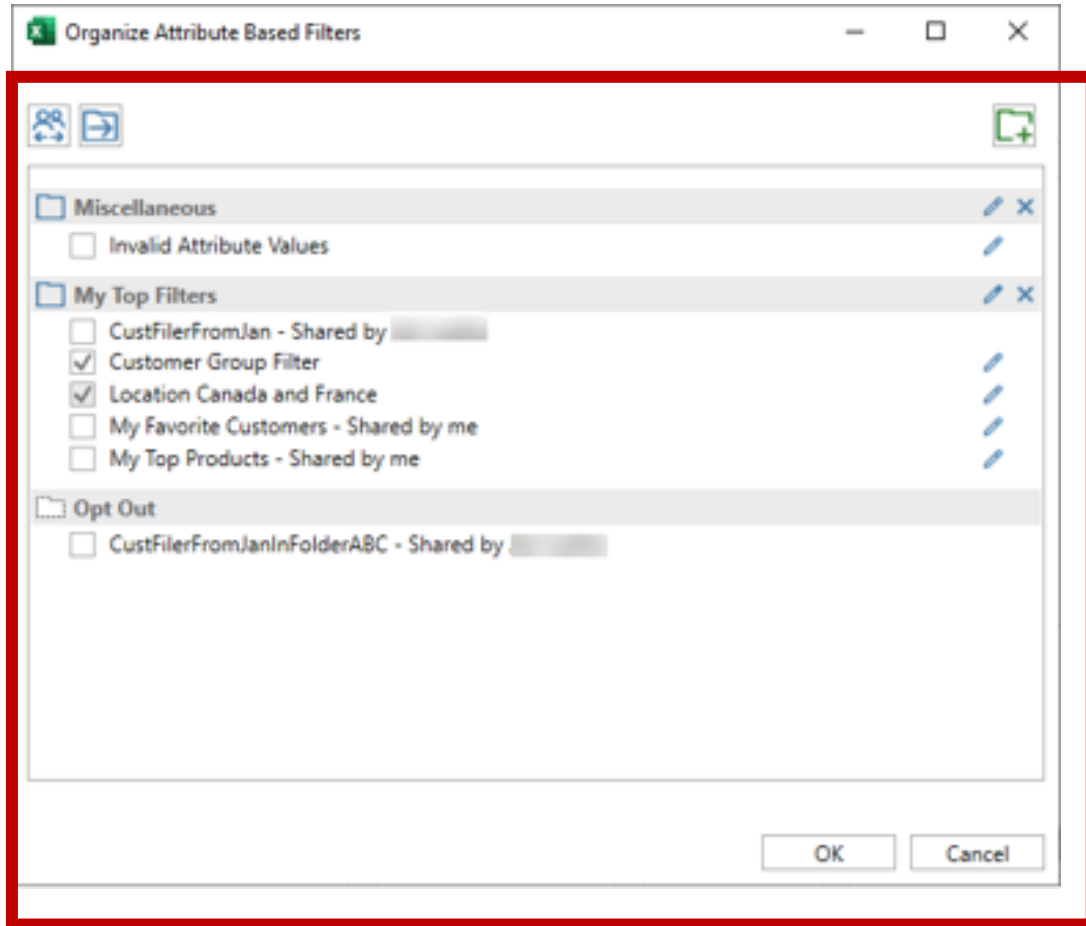 Organize Attribute Based Filters
Miscellaneous
Invalid Attribute Values
My Top Filters
CustFilerFromJan - Shared by
Customer Group Filter
Location Canada and France
My Favorite Customers - Shared by me
My Top Products - Shared by me
Opt Out
CustFilerFromJanInFolderABC - Shared by
OK Cancel